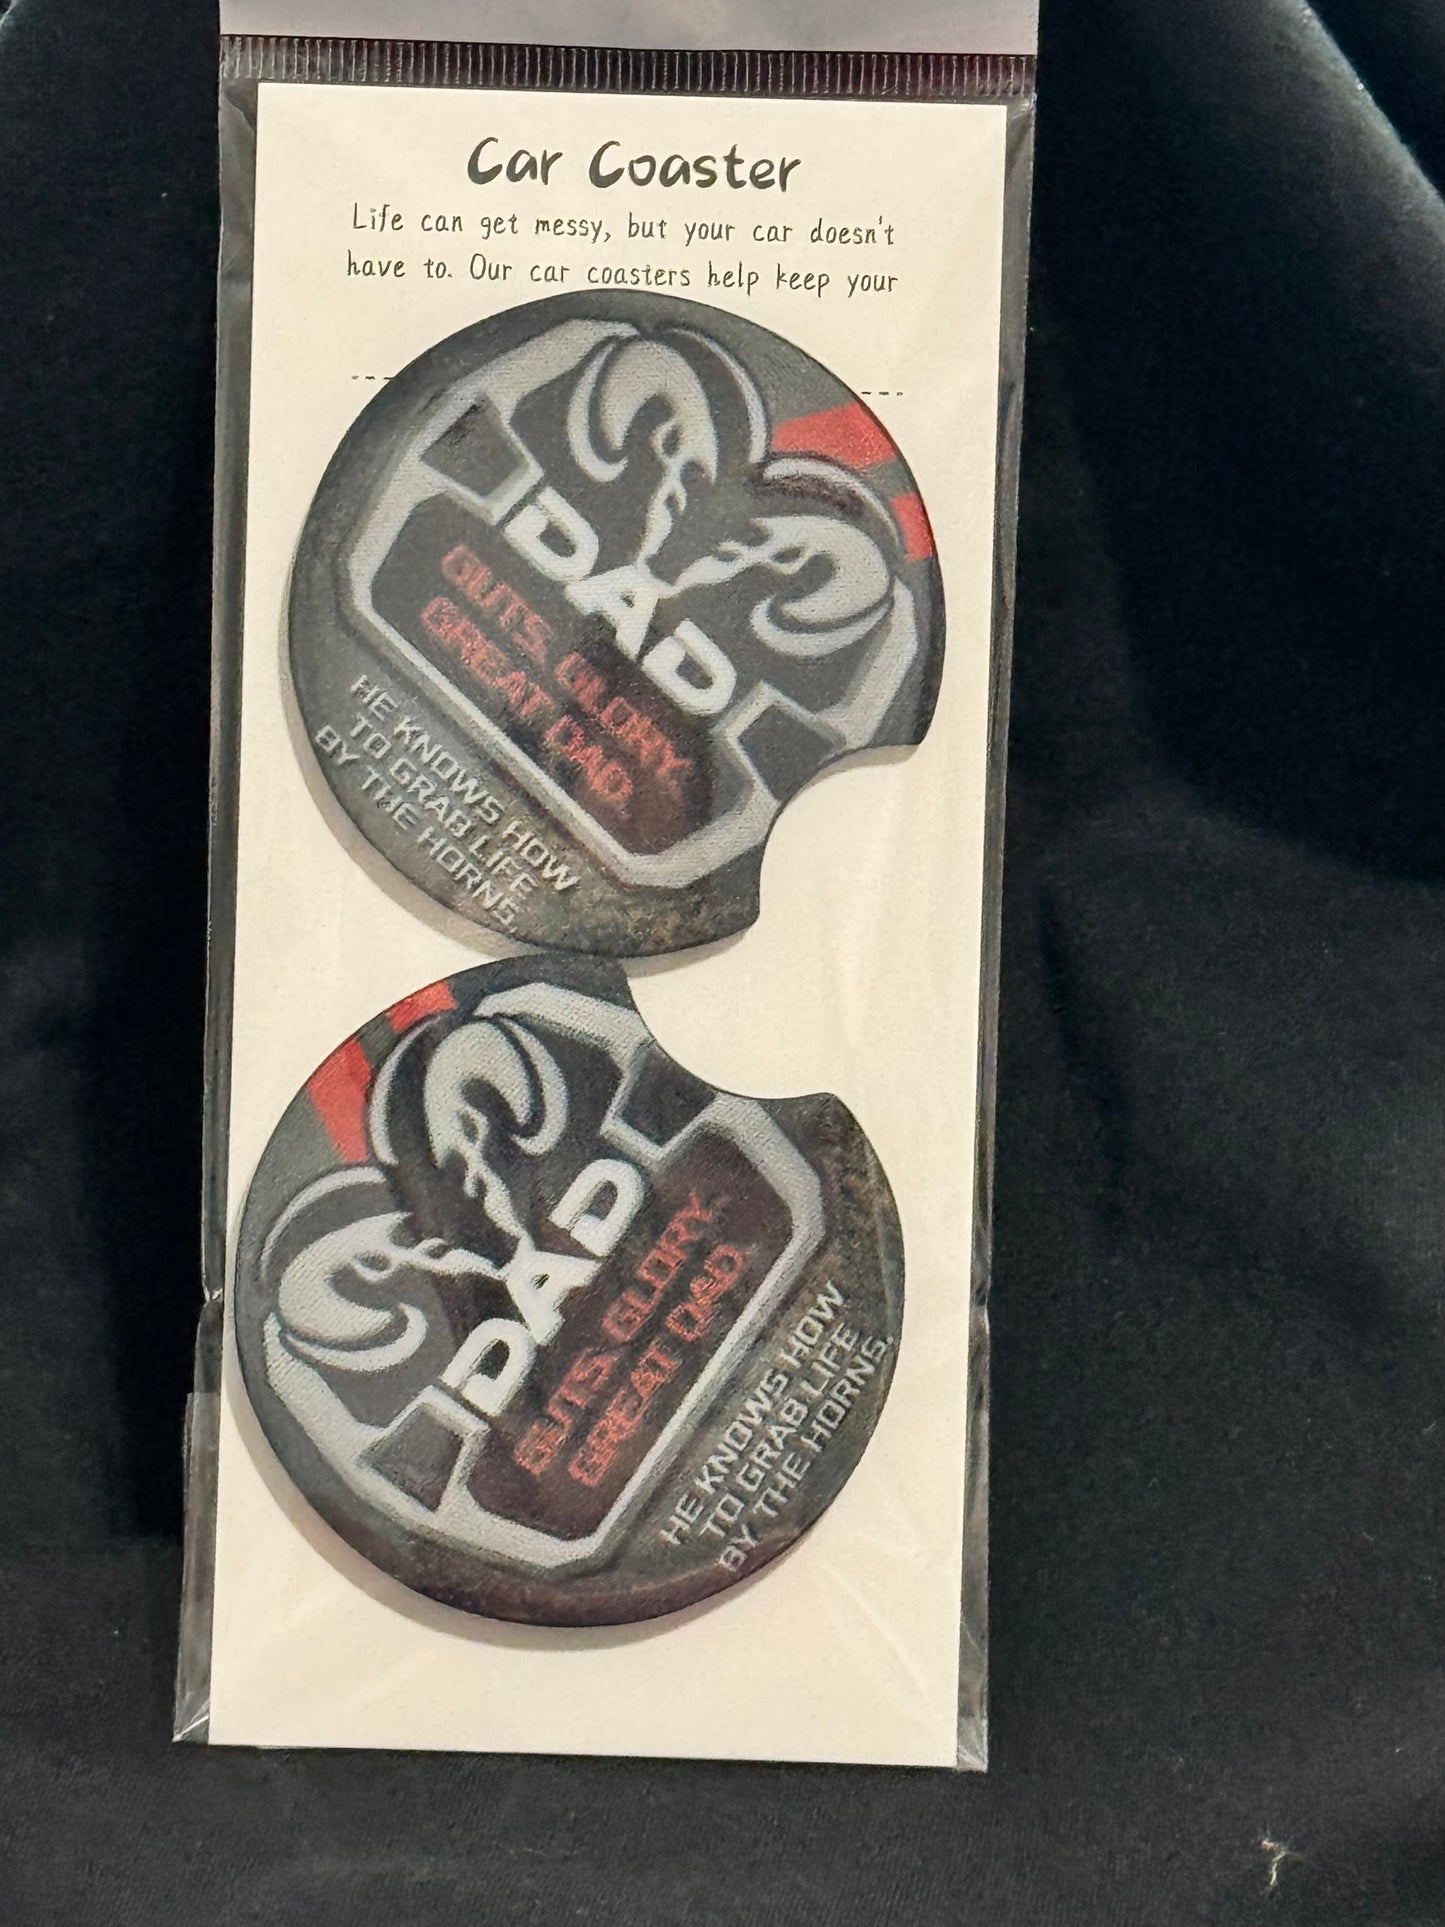 Car Coaster
Life can get messy, but your car doesn't
have to. Our car coasters help keep your
DAD
GUTS. GLORY.
GREAT DAD.
HE KNOWS HOW
TO GRAB LIFE
BY THE HORNS.
DAD
GUTS. GLORY.
GREAT DAD.
HE KNOWS HOW
TO GRAB LIFE
BY THE HORNS.